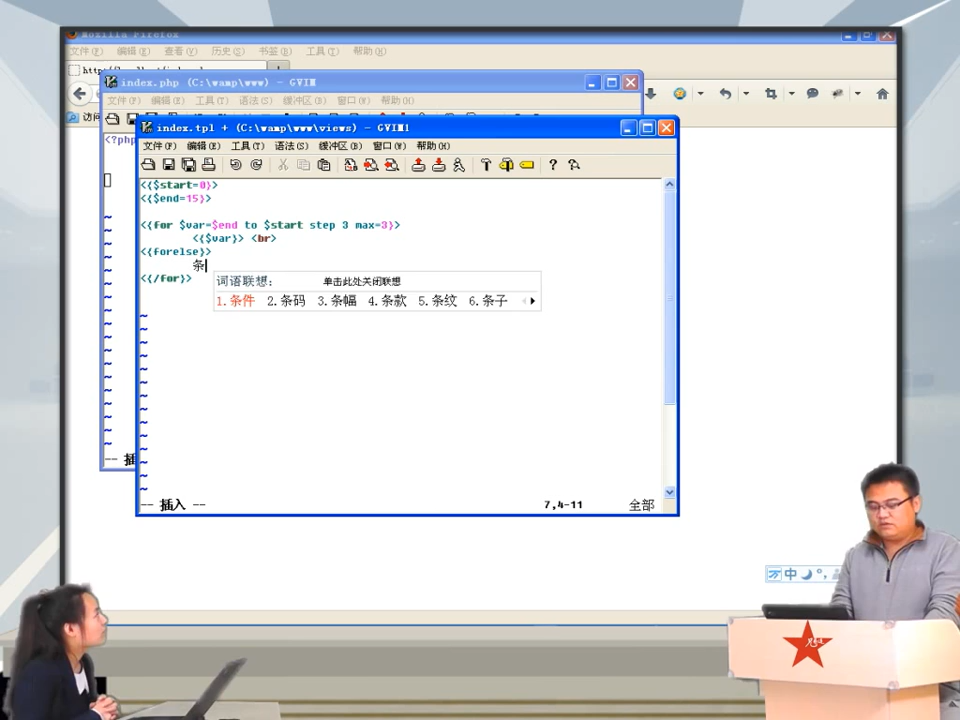 Mozilla Firefox
文件(F) 编辑(E) 查看(V) 历史(S) 书签(B) 工具(T) 帮助(H)
index.php (C:\wamp\www) - GVIM
文件(F) 编辑(E) 工具(T) 语法(S) 缓冲区(B) 窗口(W) 帮助(H)
<?php
index.tpl + (C:\wamp\www\views) - GVIM1
文件(F) 编辑(E) 工具(T) 语法(S) 缓冲区(B) 窗口(W) 帮助(H)
<{$start=0}>
<{$end=15}>
<{for $var=$end to $start step 3 max=3}>
<{$var}> <br>
<{forelse}>
条
<{/for}>
词语联想: 单击此处关闭联想
1.条件 2.条码 3.条幅 4.条款 5.条纹 6.条子
~
~
~
~
~
~
~
~
~
~
~
~
~
~
-- 插入 -- 7,4-11 全部
-- 插
中